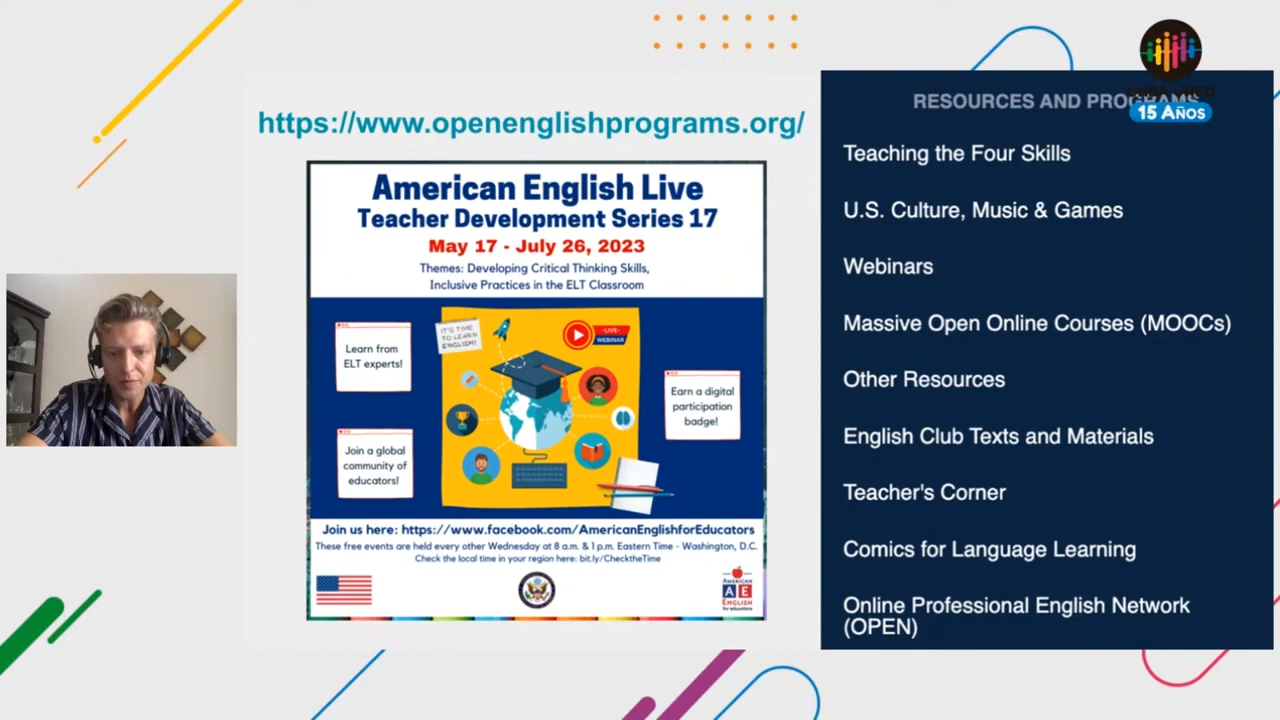 https://www.openenglishprograms.org/
American English Live
Teacher Development Series 17
May 17 - July 26, 2023
Themes: Developing Critical Thinking Skills,
Inclusive Practices in the ELT Classroom
Learn from
ELT experts!
IT'S TIME
TO LEARN
ENGLISH!
LIVE
WEBINAR
Join a global
community of
educators!
Earn a digital
participation
badge!
Join us here: https://www.facebook.com/AmericanEnglishforEducators
These free events are held every other Wednesday at 8 a.m. & 1 p.m. Eastern Time - Washington, D.C.
Check the local time in your region here: bit.ly/ChecktheTime
AMERICAN
AE
ENGLISH
for educators
RESOURCES AND PROGRAMS
15 AÑOS
Teaching the Four Skills
U.S. Culture, Music & Games
Webinars
Massive Open Online Courses (MOOCs)
Other Resources
English Club Texts and Materials
Teacher's Corner
Comics for Language Learning
Online Professional English Network
(OPEN)